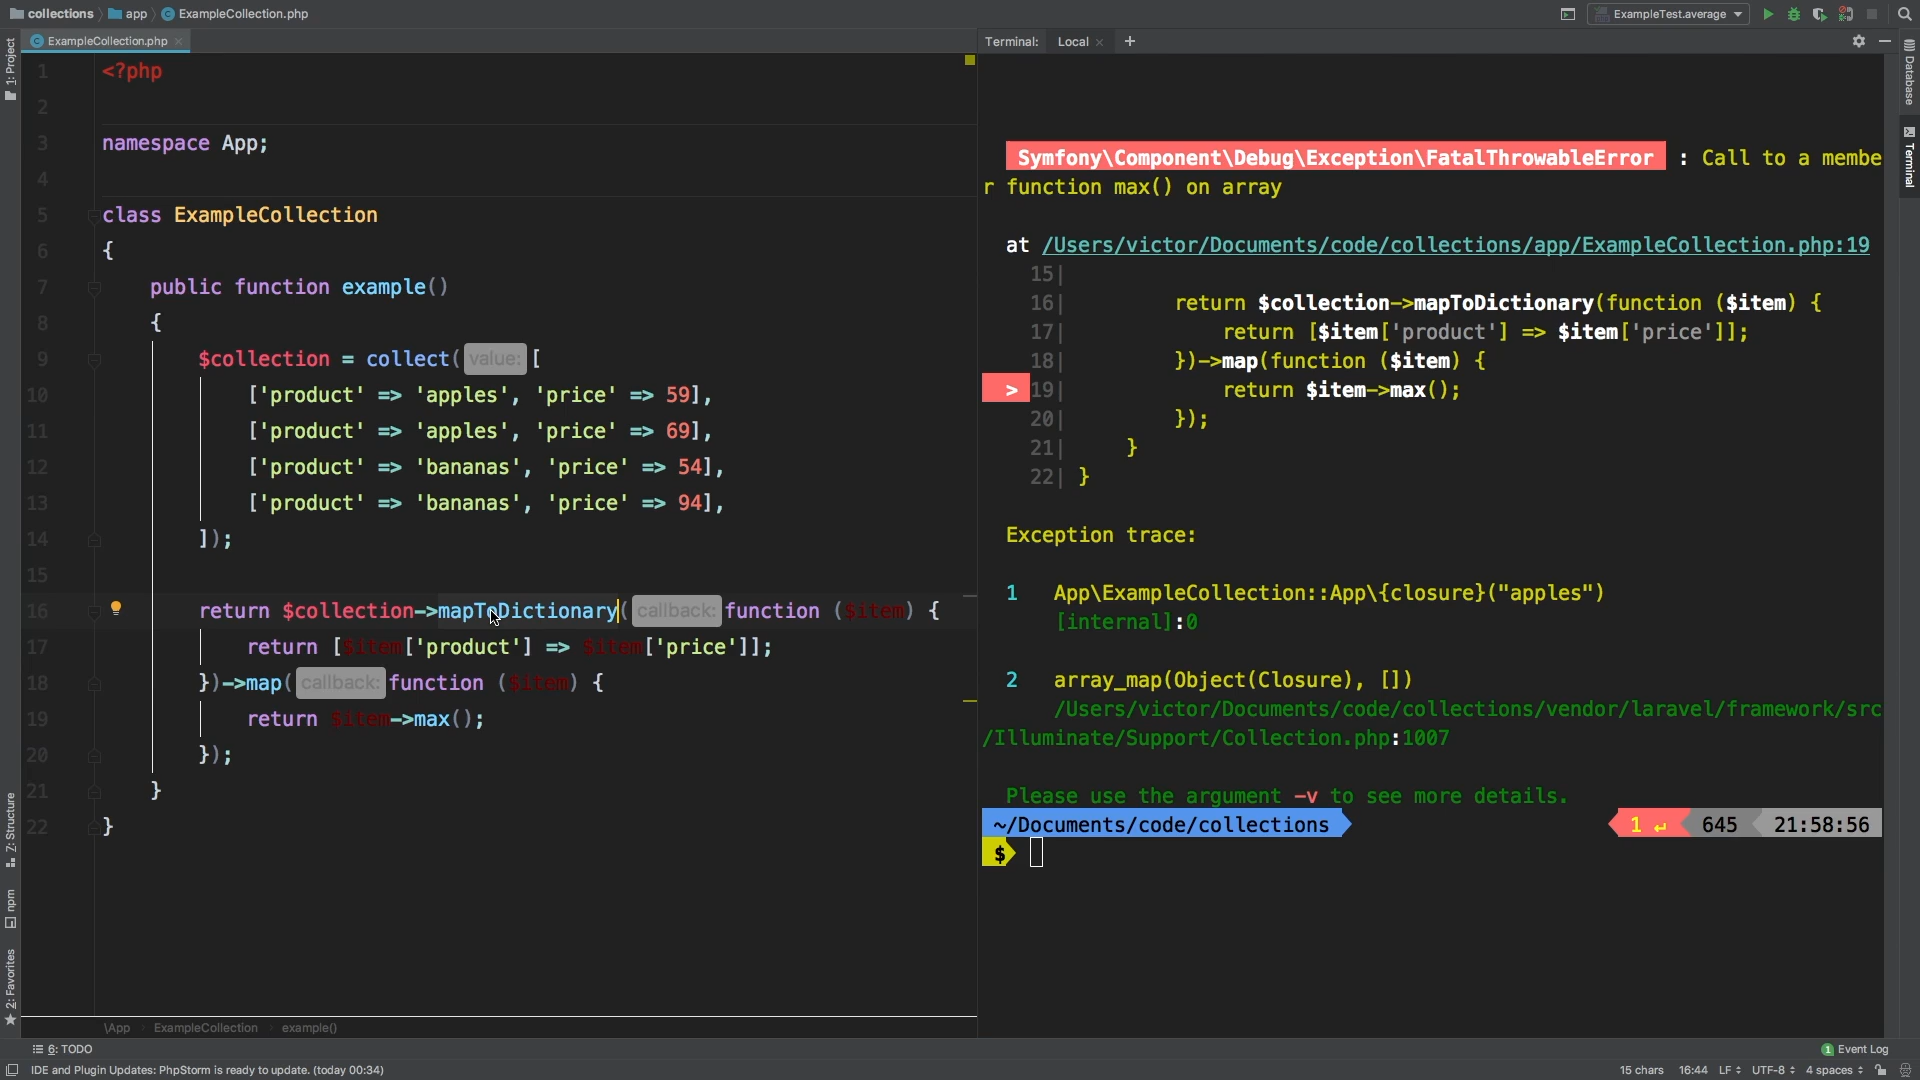 collections app ExampleCollection.php
ExampleTest.average
1: Project
ExampleCollection.php
Terminal: Local +
Database
Terminal
1 <?php
2
3 namespace App;
4
5 class ExampleCollection
6 {
7 public function example()
8 {
9 $collection = collect( value: [
10 ['product' => 'apples', 'price' => 59],
11 ['product' => 'apples', 'price' => 69],
12 ['product' => 'bananas', 'price' => 54],
13 ['product' => 'bananas', 'price' => 94],
14 ]);
15
16 return $collection->mapToDictionary( callback: function ($item) {
17 return [$item['product'] => $item['price']];
18 })->map( callback: function ($item) {
19 return $item->max();
20 });
21 }
22 }
Symfony\Component\Debug\Exception\FatalThrowableError : Call to a membe
r function max() on array
at /Users/victor/Documents/code/collections/app/ExampleCollection.php:19
15|
16| return $collection->mapToDictionary(function ($item) {
17| return [$item['product'] => $item['price']];
18| })->map(function ($item) {
> 19| return $item->max();
20| });
21| }
22| }
Exception trace:
1 App\ExampleCollection::App\{closure}("apples")
[internal]:0
2 array_map(Object(Closure), [])
/Users/victor/Documents/code/collections/vendor/laravel/framework/src
/Illuminate/Support/Collection.php:1007
Please use the argument -v to see more details.
~/Documents/code/collections 1 ↵ 645 21:58:56
$
Z: Structure
npm
2: Favorites
\App ExampleCollection example()
6: TODO
1 Event Log
IDE and Plugin Updates: PhpStorm is ready to update. (today 00:34)
15 chars 16:44 LF UTF-8 4 spaces